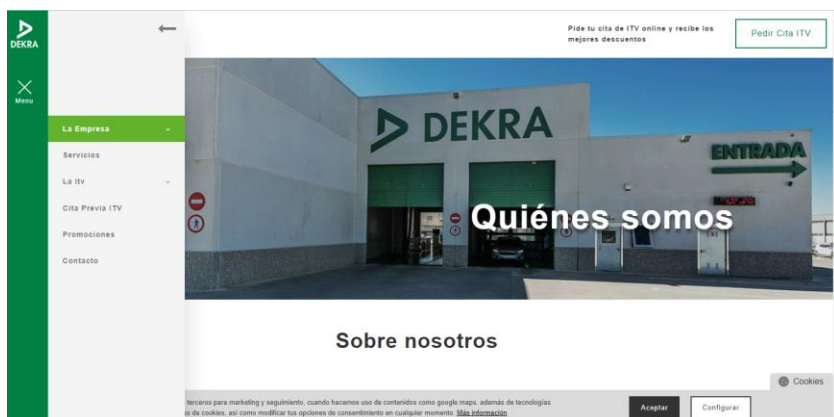 DEKRA
Menu
La Empresa
Servicios
La Itv
Cita Previa ITV
Promociones
Contacto
Pide tu cita de ITV online y recibe los
mejores descuentos
Pedir Cita ITV
DEKRA
ENTRADA
Quiénes somos
Sobre nosotros
Cookies
terceros para marketing y seguimiento, cuando hacemos uso de contenidos como google maps, además de tecnologías
de cookies, así como modificar tus opciones de consentimiento en cualquier momento. Más información
Aceptar
Configurar